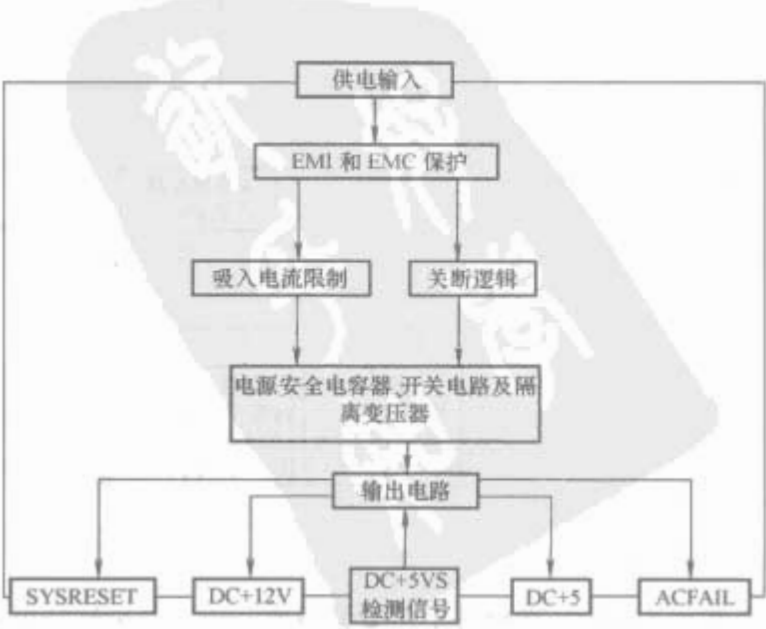 供电输入
EMI 和 EMC 保护
吸入电流限制
关断逻辑
电源安全电容器、开关电路及隔
离变压器
输出电路
SYSRESET
DC+12V
DC+5VS
检测信号
DC+5
ACFAIL